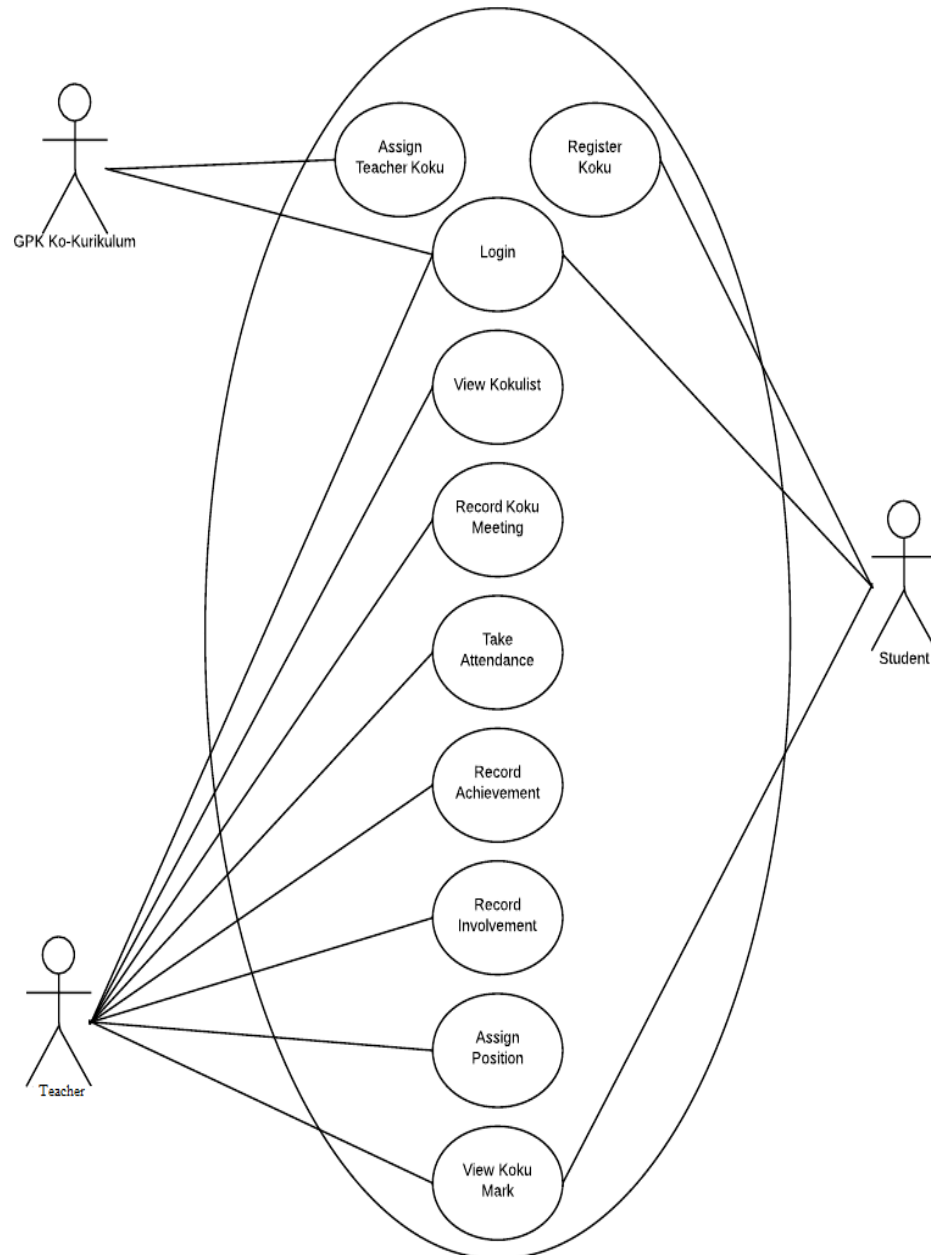 Assign
Teacher Koku
Register
Koku
GPK Ko-Kurikulum
Login
View Kokulist
Record Koku
Meeting
Take
Attendance
Student
Record
Achievement
Record
Involvement
Assign
Position
Teacher
View Koku
Mark